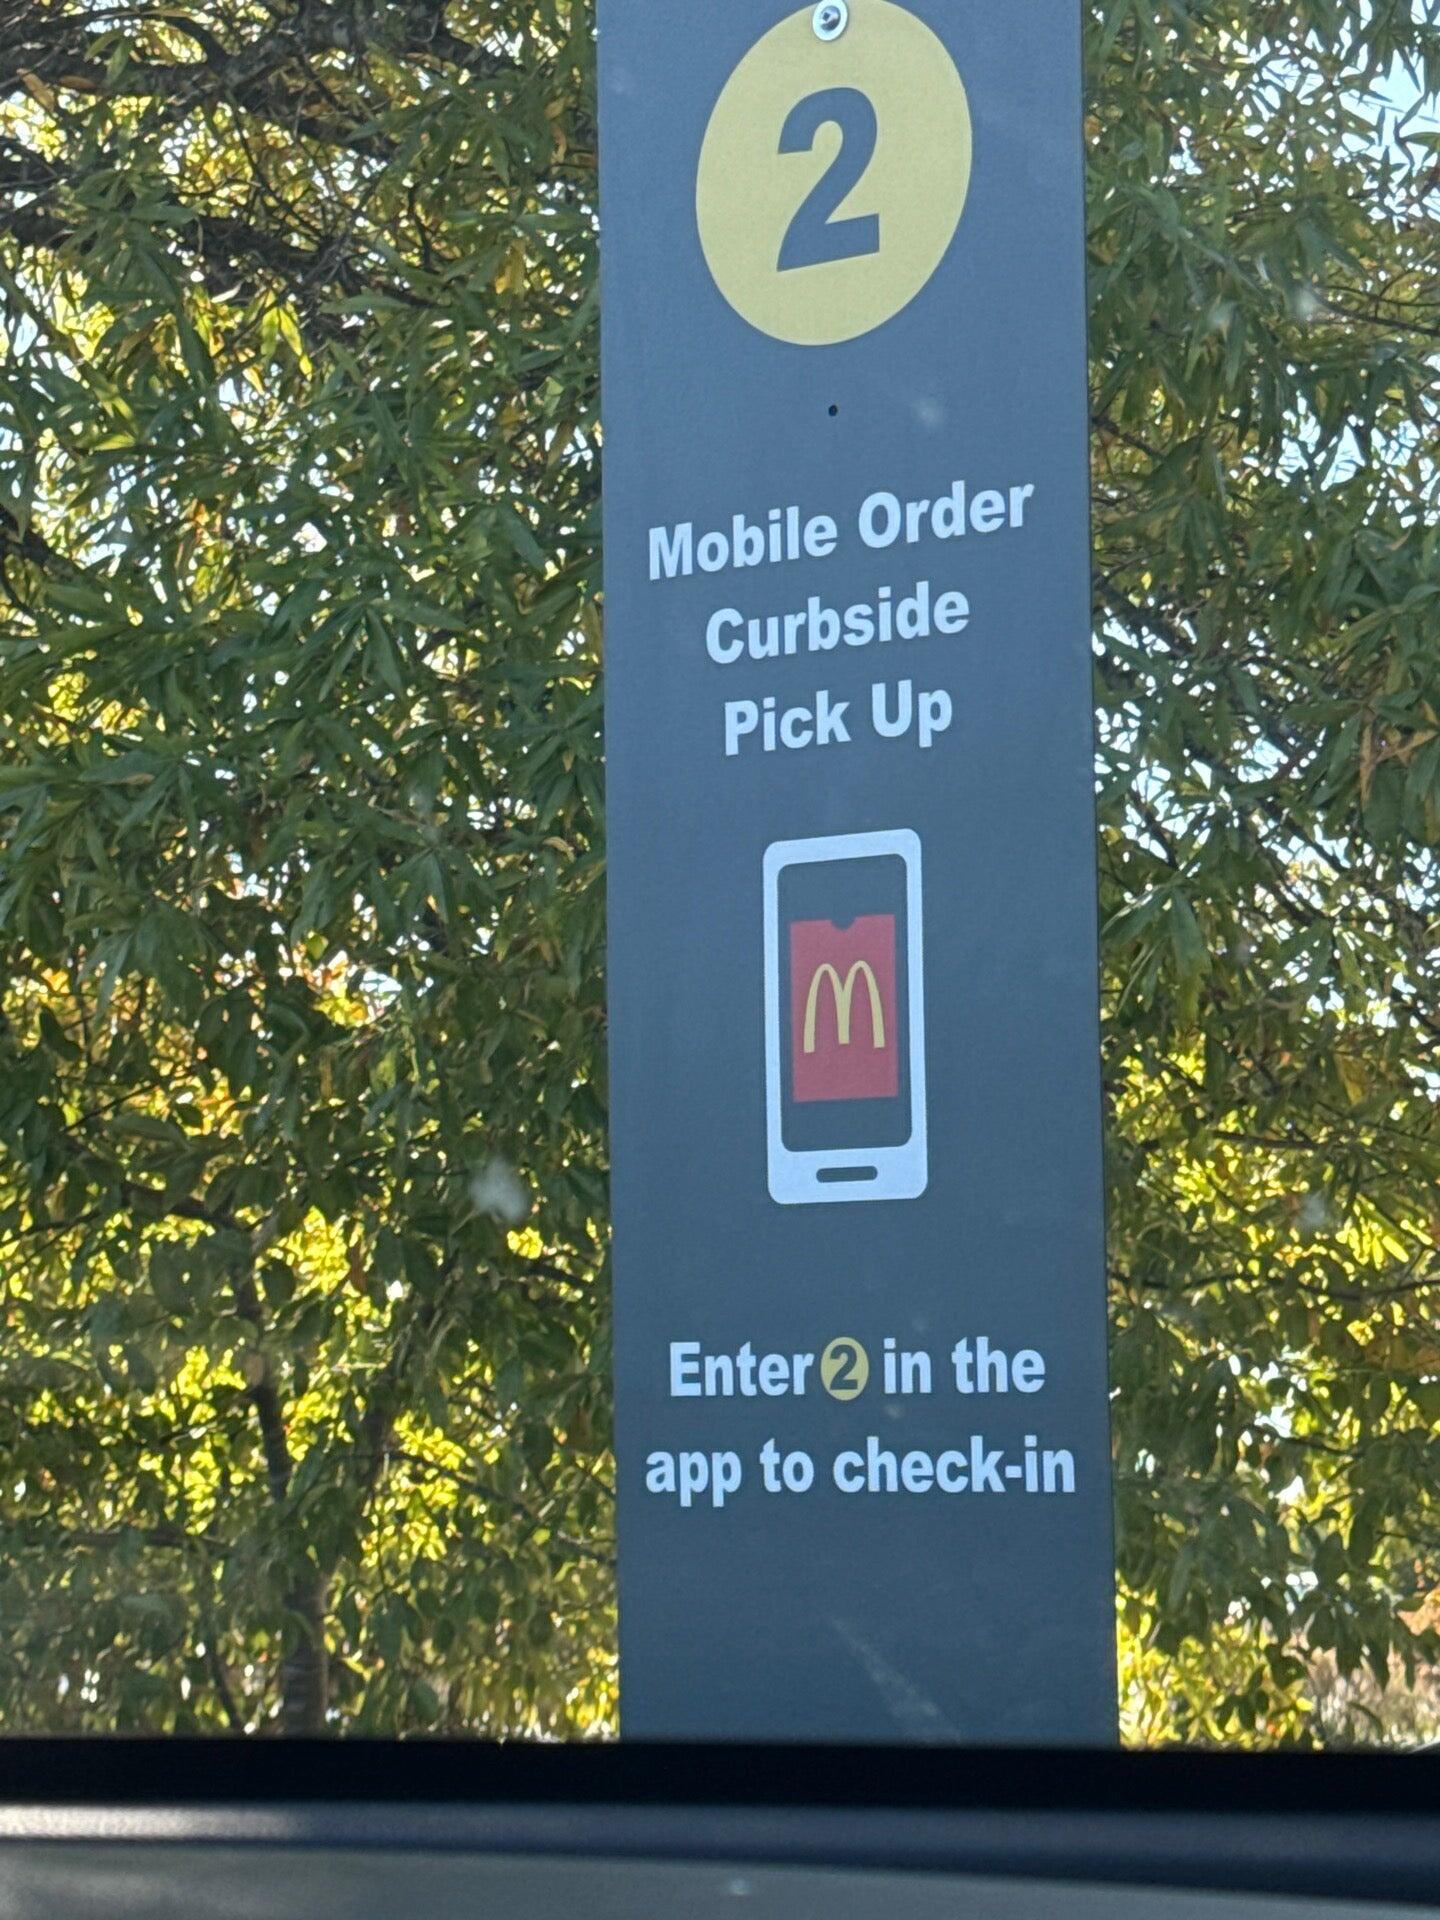 2
Mobile Order
Curbside
Pick Up
M
Enter 2 in the
app to check-in